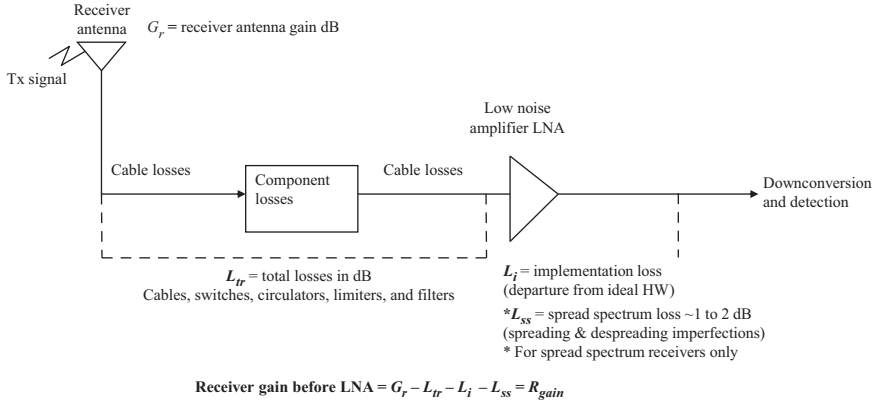 Receiver
antenna
G_r = receiver antenna gain dB
Tx signal
Low noise
amplifier LNA
Cable losses
Component
losses
Cable losses
Downconversion
and detection
L_tr = total losses in dB
Cables, switches, circulators, limiters, and filters
L_i = implementation loss
(departure from ideal HW)
*L_ss = spread spectrum loss ~1 to 2 dB
(spreading & despreading imperfections)
* For spread spectrum receivers only
Receiver gain before LNA = G_r – L_tr – L_i – L_ss = R_gain